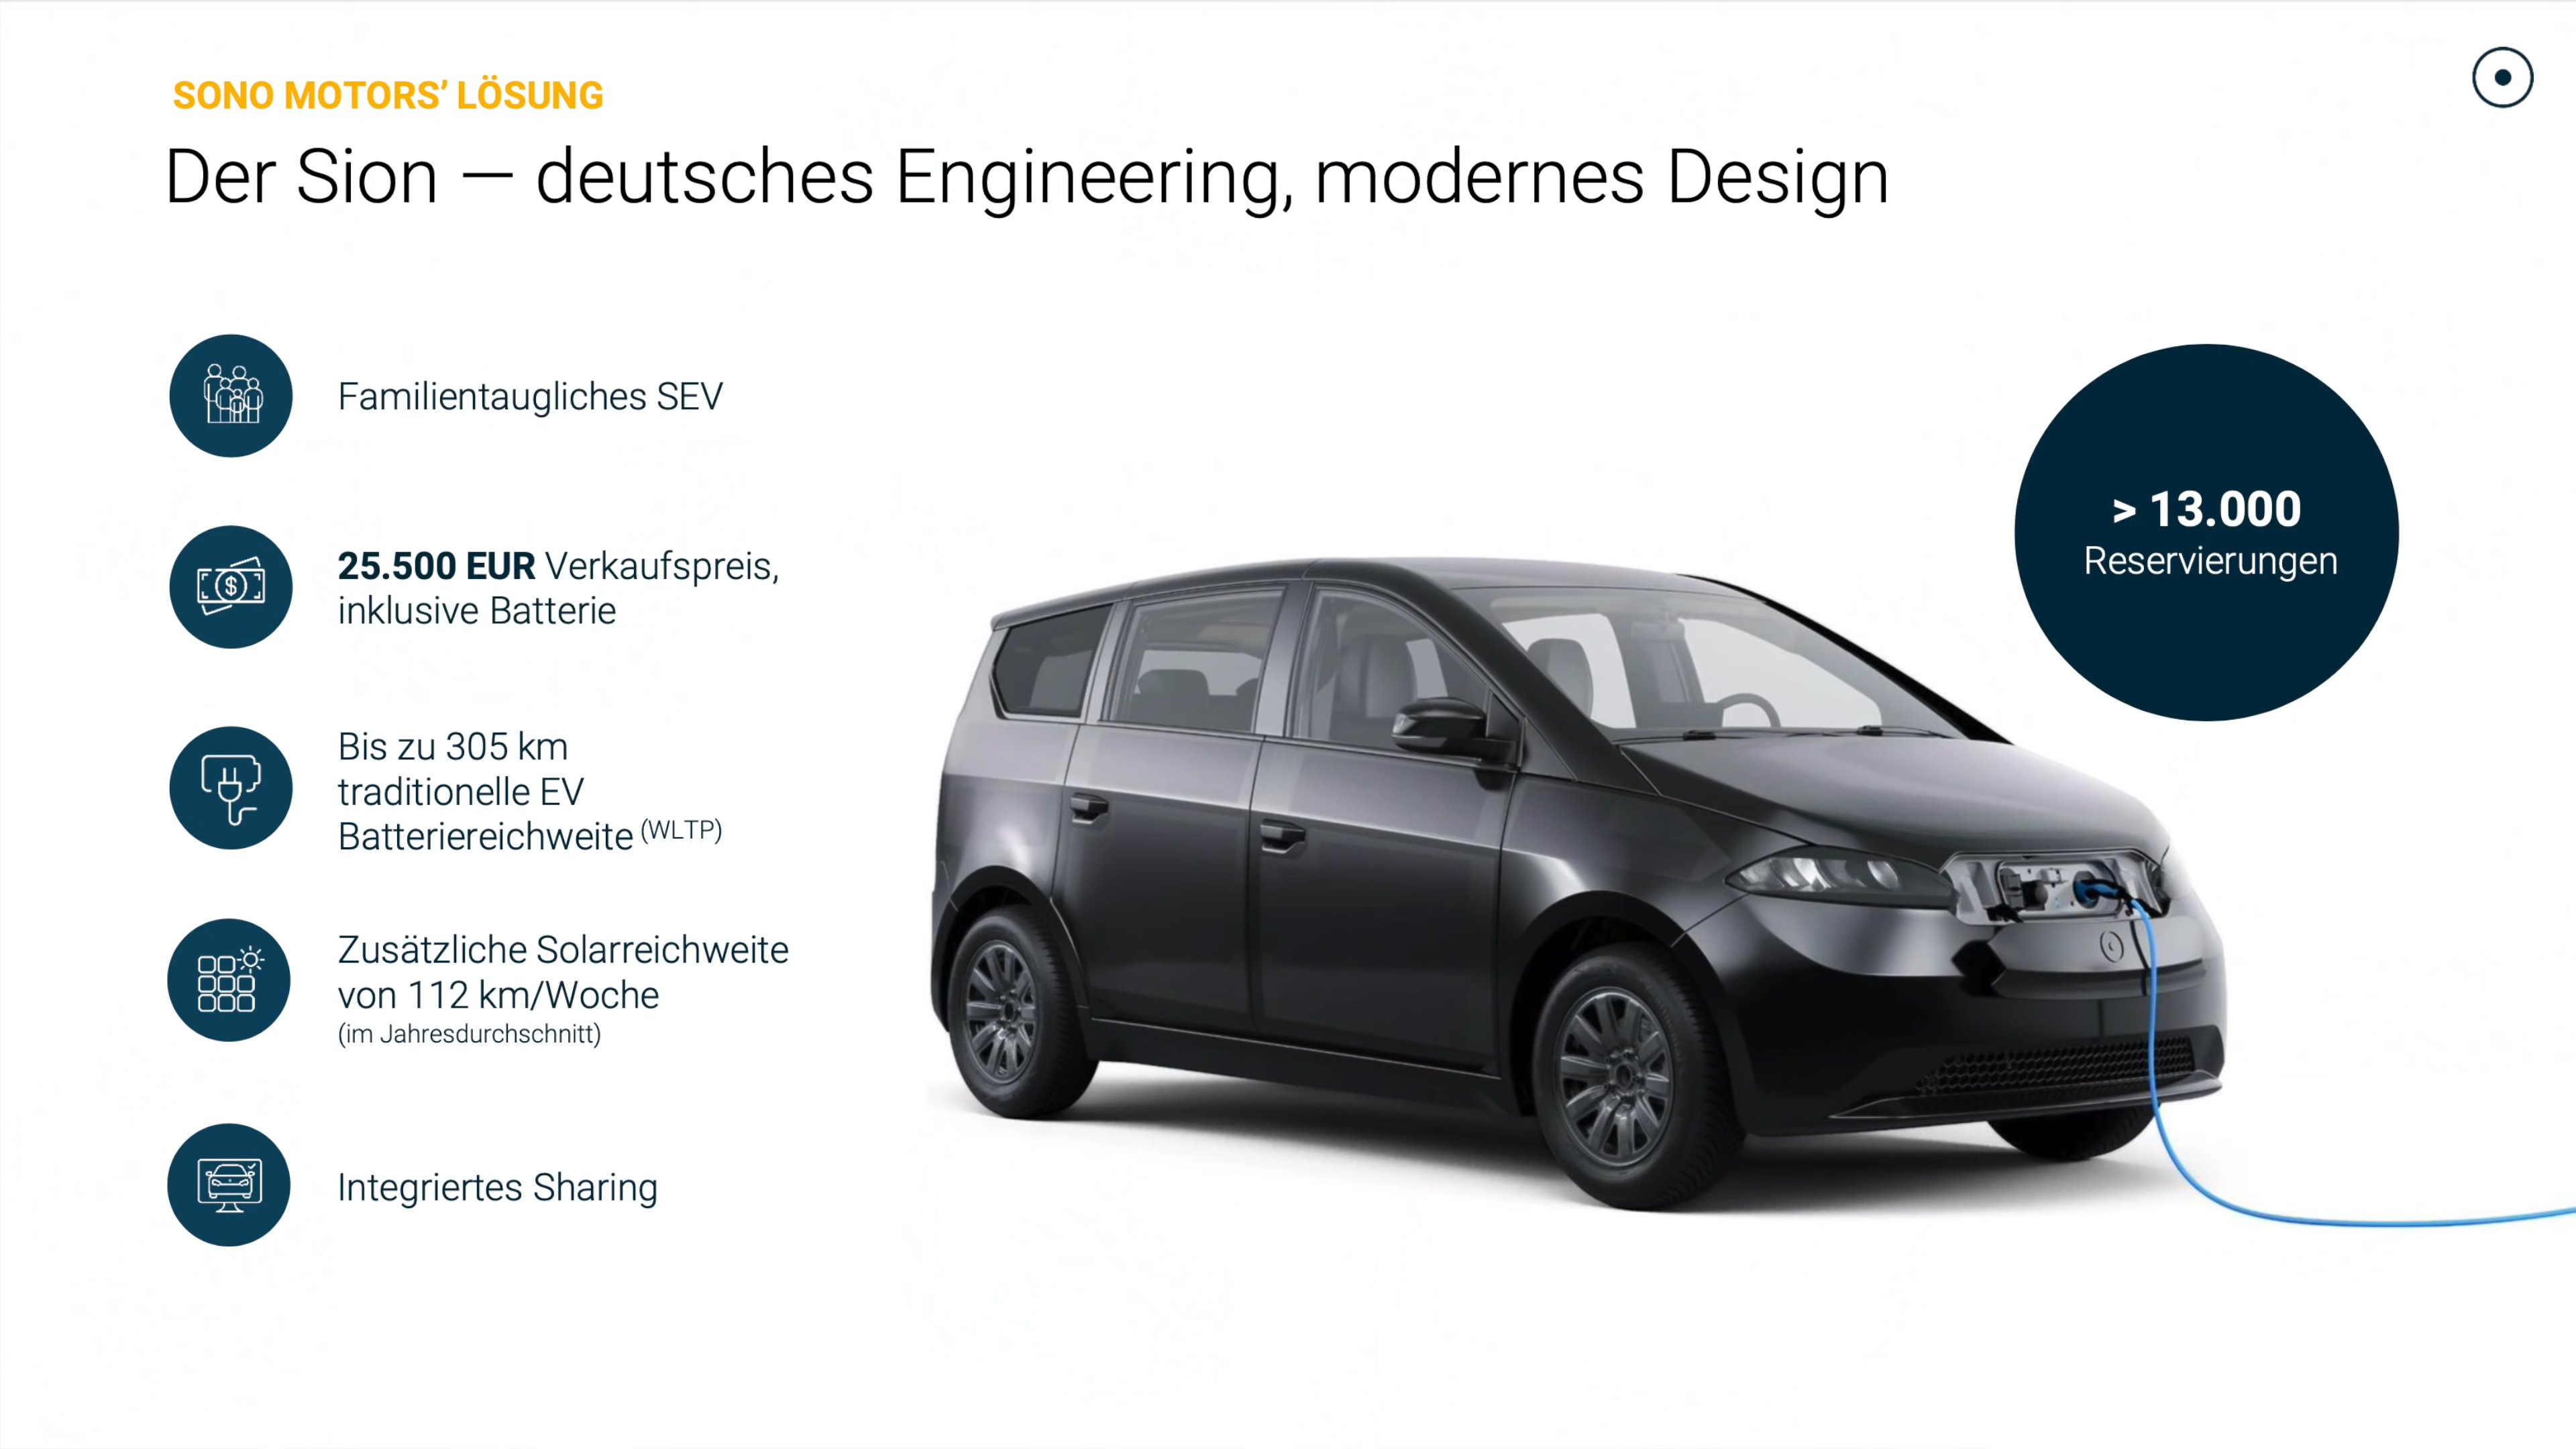 SONO MOTORS’ LÖSUNG
Der Sion — deutsches Engineering, modernes Design
Familientaugliches SEV
25.500 EUR Verkaufspreis,
inklusive Batterie
Bis zu 305 km
traditionelle EV
Batteriereichweite (WLTP)
Zusätzliche Solarreichweite
von 112 km/Woche
(im Jahresdurchschnitt)
Integriertes Sharing
> 13.000
Reservierungen